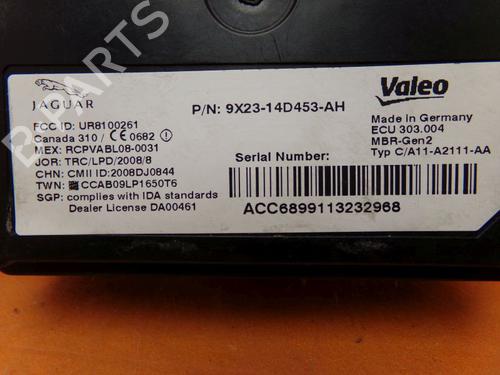 JAGUAR
P/N: 9X23-14D453-AH
Valeo
FCC ID: UR8100261
Canada 310 / CE 0682
MEX: RCPVABL08-0031
JOR: TRC/LPD/2008/8
CHN: CMII ID:2008DJ0844
TWN: CCAB09LP1650T6
SGP: complies with IDA standards
Dealer License DA00461
Made in Germany
ECU 303.004
MBR-Gen2
Typ C/A11-A2111-AA
Serial Number:
ACC6899113232968
B-PARTS